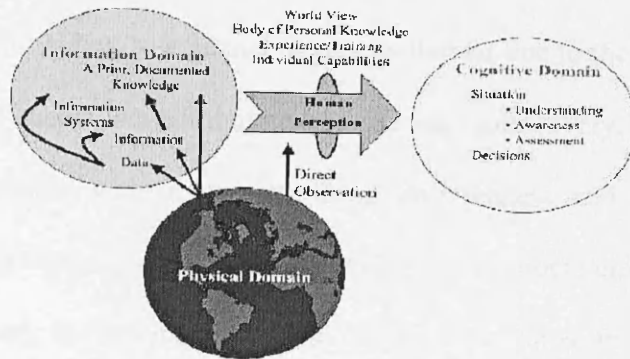 World View
Body of Personal Knowledge
Experience/Training
Individual Capabilities
Information Domain
A Priori, Documented
Knowledge
Information
Systems
Information
Data
Human
Perception
Direct
Observation
Physical Domain
Cognitive Domain
Situation
• Understanding
• Awareness
• Assessment
Decisions